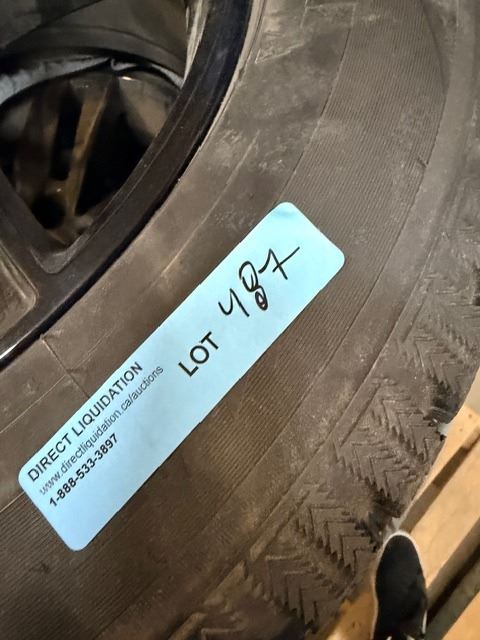 DIRECT LIQUIDATION
www.directliquidation.ca/auctions
1-888-533-3897
LOT 487